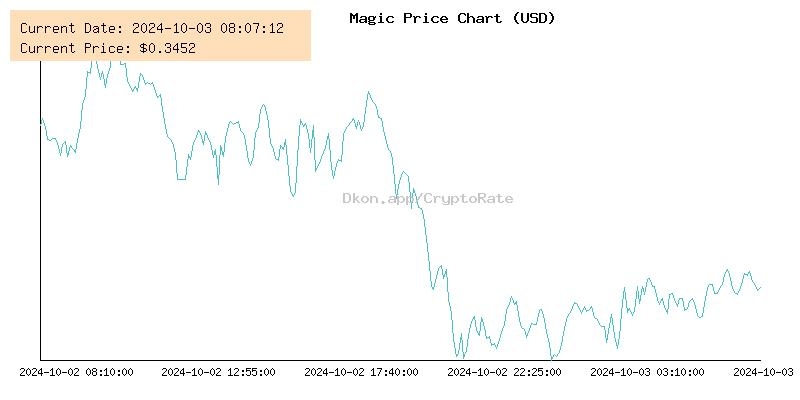 Magic Price Chart (USD)
Current Date: 2024-10-03 08:07:12
Current Price: $0.3452
Dkon.app/CryptoRate
2024-10-02 08:10:00 2024-10-02 12:55:00 2024-10-02 17:40:00 2024-10-02 22:25:00 2024-10-03 03:10:00 2024-10-03